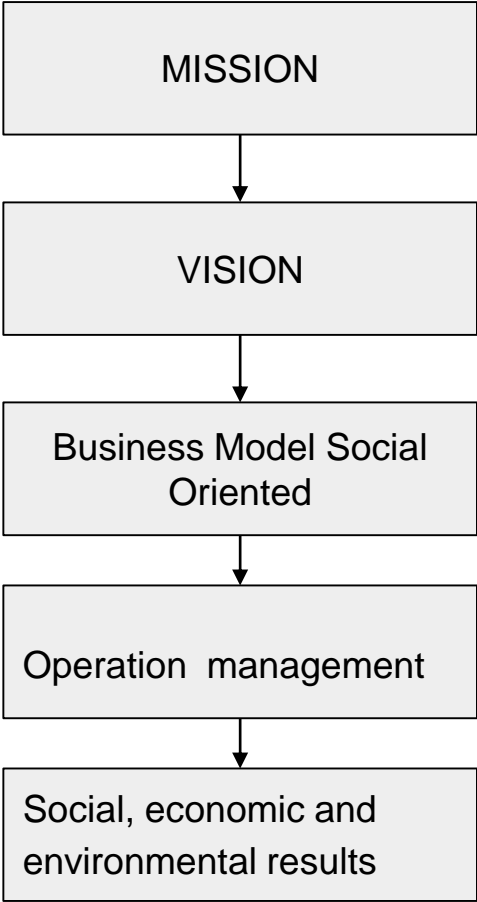 MISSION
VISION
Business Model Social
Oriented
Operation  management
Social, economic and
environmental results